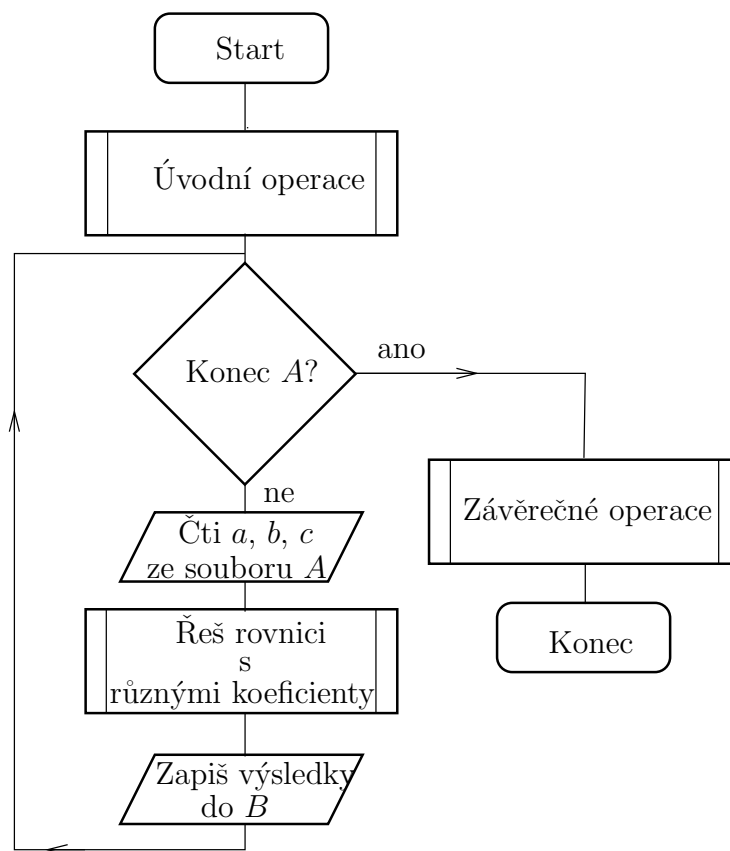 Start
Úvodní operace
Konec A?
ano
ne
Čti a, b, c
ze souboru A
Řeš rovnici
s
různými koeficienty
Zapiš výsledky
do B
Závěrečné operace
Konec